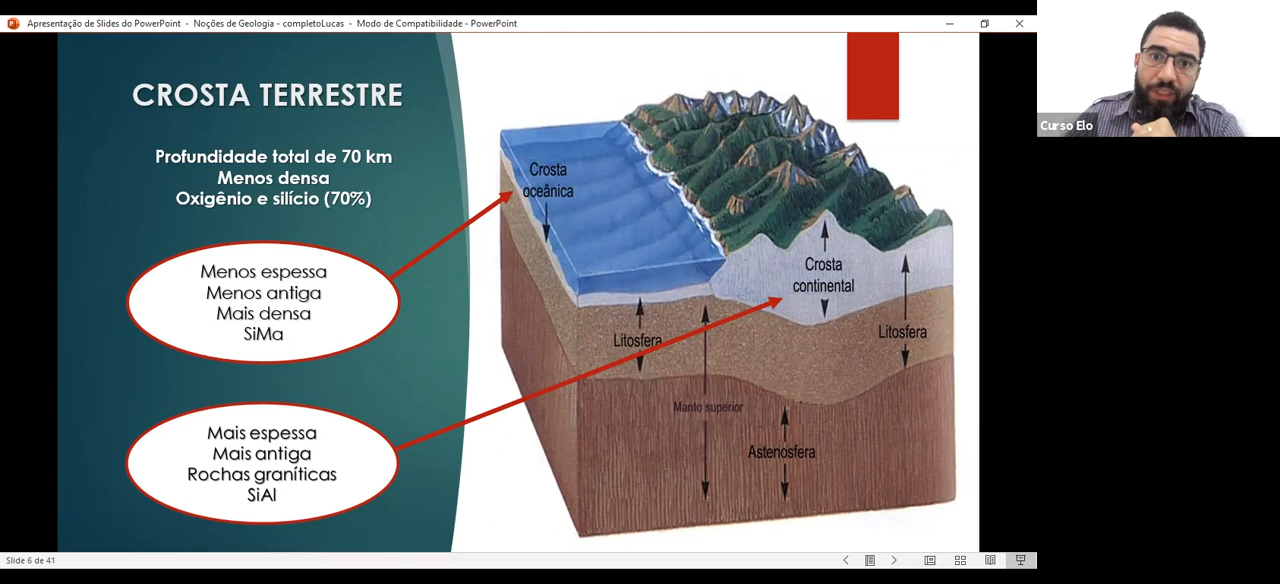 Apresentação de Slides do PowerPoint - Noções de Geologia - completoLucas - Modo de Compatibilidade - PowerPoint
CROSTA TERRESTRE
Profundidade total de 70 km
Menos densa
Oxigênio e silício (70%)
Menos espessa
Menos antiga
Mais densa
SiMa
Mais espessa
Mais antiga
Rochas graníticas
SiAl
Crosta
oceânica
Crosta
continental
Litosfera
Litosfera
Manto superior
Astenosfera
Curso Elo
Slide 6 de 41